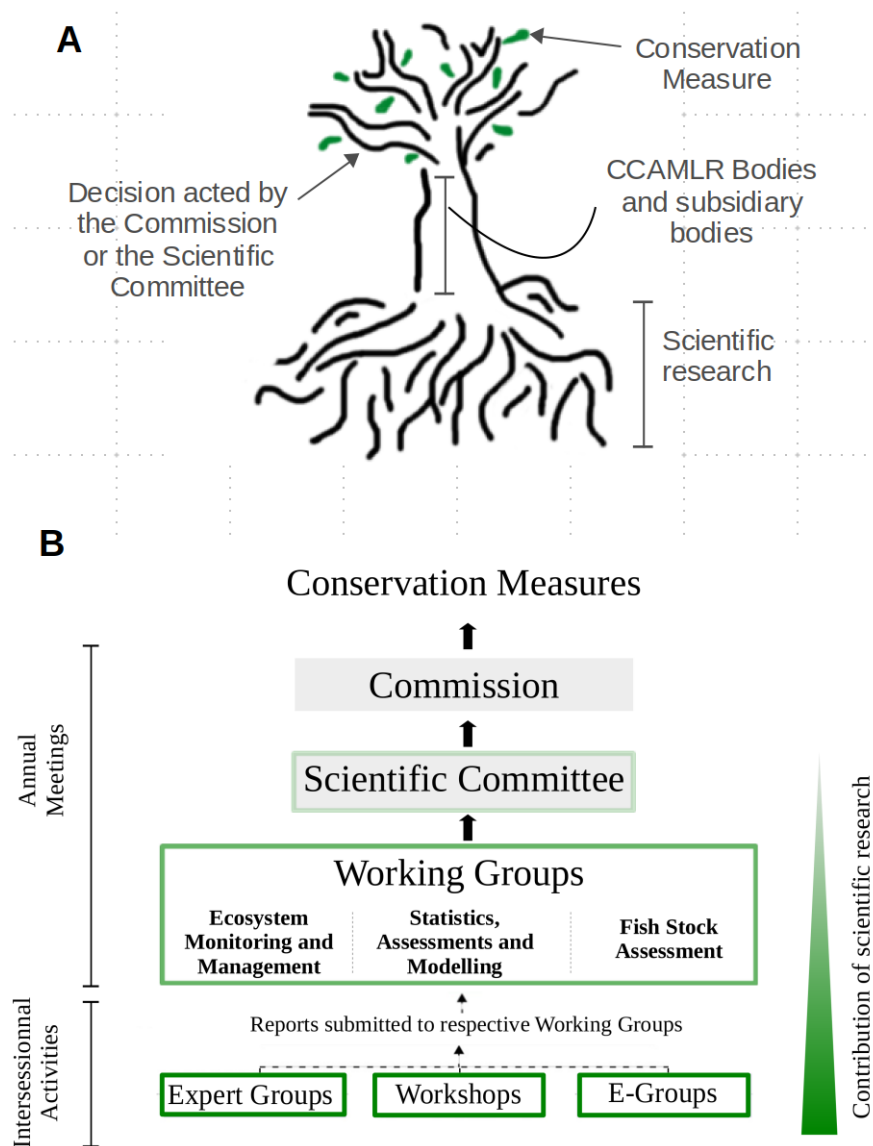 A
Conservation
Measure
CCAMLR Bodies
and subsidiary
bodies
Decision acted by
the Commission
or the Scientific
Committee
Scientific
research
B
Conservation Measures
Commission
Scientific Committee
Annual
Meetings
Working Groups
Ecosystem
Monitoring and
Management
Statistics,
Assessments and
Modelling
Fish Stock
Assessment
Contribution of scientific research
Intersessionnal
Activities
Reports submitted to respective Working Groups
Expert Groups
Workshops
E-Groups